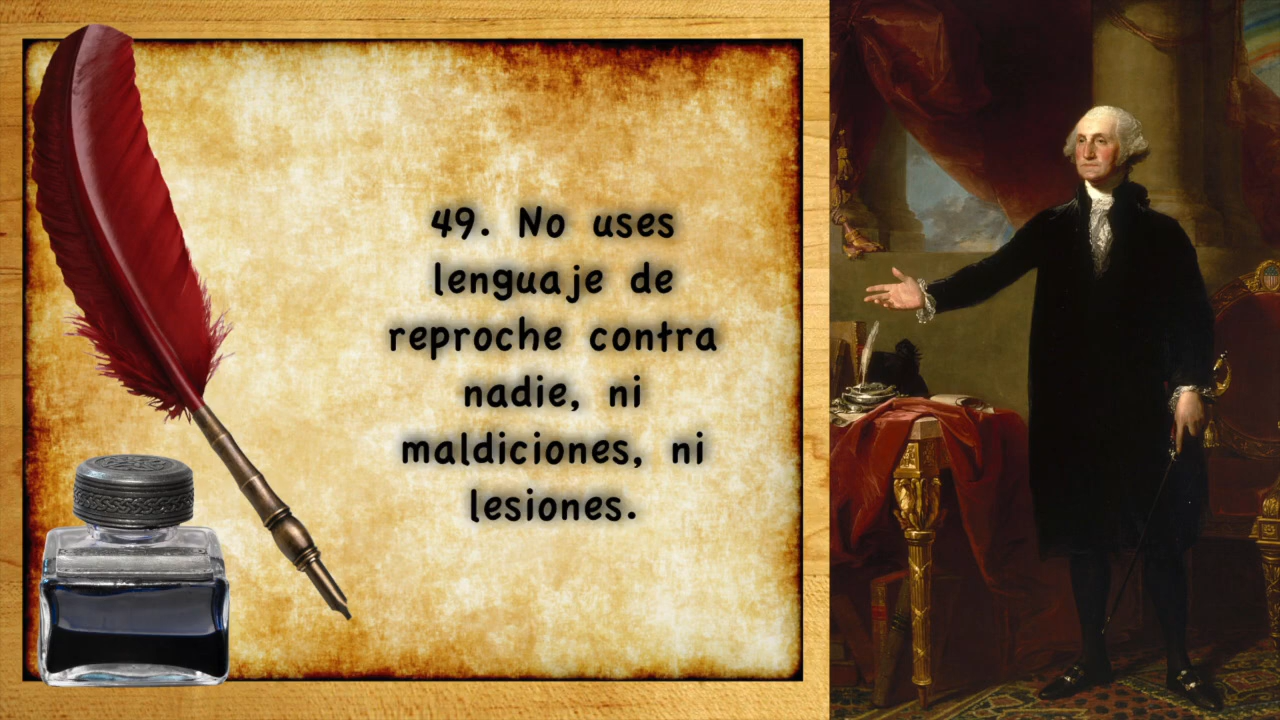 49. No uses
lenguaje de
reproche contra
nadie, ni
maldiciones, ni
lesiones.